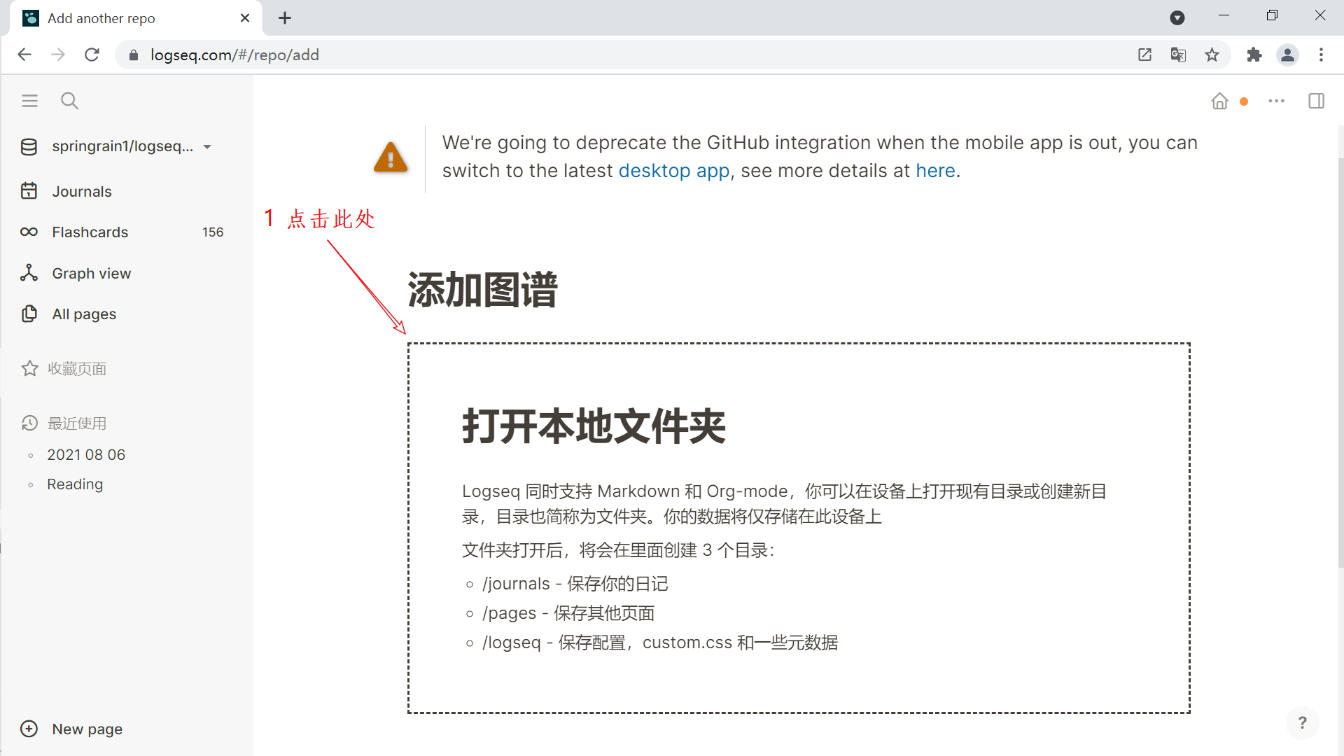 Add another repo
logseq.com/#/repo/add
springrain1/logseq...
Journals
Flashcards 156
Graph view
All pages
收藏页面
最近使用
2021 08 06
Reading
New page
We're going to deprecate the GitHub integration when the mobile app is out, you can
switch to the latest desktop app, see more details at here.
1 点击此处
添加图谱
打开本地文件夹
Logseq 同时支持 Markdown 和 Org-mode，你可以在设备上打开现有目录或创建新目
录，目录也简称为文件夹。你的数据将仅存储在此设备上
文件夹打开后，将会在里面创建 3 个目录：
/journals - 保存你的日记
/pages - 保存其他页面
/logseq - 保存配置，custom.css 和一些元数据
?